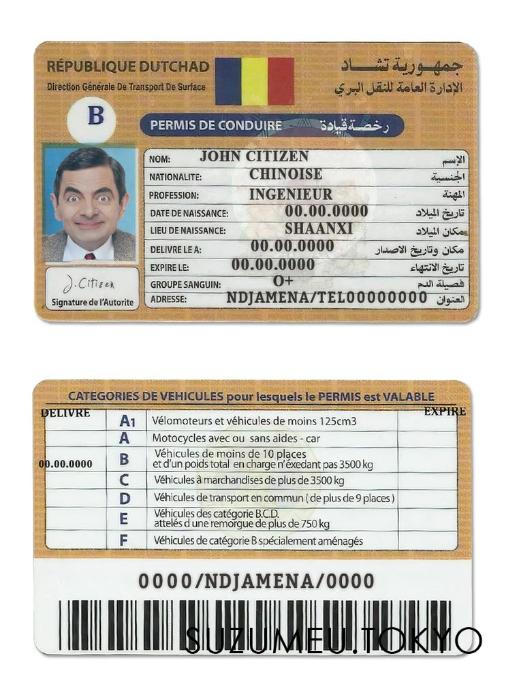 RÉPUBLIQUE DUTCHAD
جمهورية تشاد
Direction Générale De Transport De Surface
الإدارة العامة للنقل البري
B
PERMIS DE CONDUIRE رخصة قيادة
NOM: JOHN CITIZEN الإسم
NATIONALITE: CHINOISE الجنسية
PROFESSION: INGENIEUR المهنة
DATE DE NAISSANCE: 00.00.0000 تاريخ الميلاد
LIEU DE NAISSANCE: SHAANXI مكان الميلاد
DELIVRE LE A: 00.00.0000 مكان وتاريخ الاصدار
EXPIRE LE: 00.00.0000 تاريخ الانتهاء
GROUPE SANGUIN: O+ فصيلة الدم
ADRESSE: NDJAMENA/TEL00000000 العنوان
J.Citizen
Signature de l'Autorite
CATEGORIES DE VEHICULES pour lesquels le PERMIS est VALABLE
DELIVRE EXPIRE
A1 Vélomoteurs et véhicules de moins 125cm3
A Motocycles avec ou sans aides - car
00.00.0000 B Véhicules de moins de 10 places
et d'un poids total en charge n'éxedant pas 3500 kg
C Véhicules à marchandises de plus de 3500 kg
D Véhicules de transport en commun ( de plus de 9 places )
E Véhicules des catégorie B.C.D.
attelés d une remorgue de plus de 750 kg
F Véhicules de catégorie B spécialement aménagés
0000/NDJAMENA/0000
SUZUMEU.TOKYO